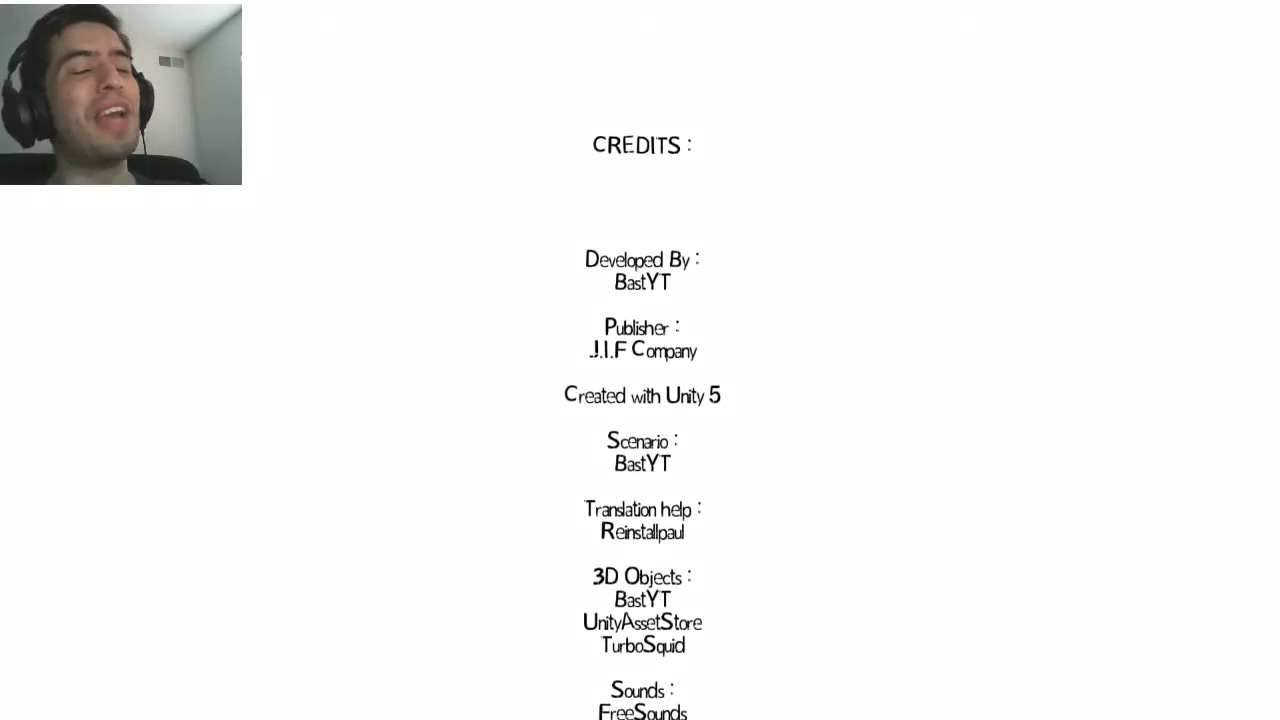 CREDITS :
Developed By :
BastYT
Publisher :
J.I.F Company
Created with Unity 5
Scenario :
BastYT
Translation help :
Reinstallpaul
3D Objects :
BastYT
UnityAssetStore
TurboSquid
Sounds :
FreeSounds